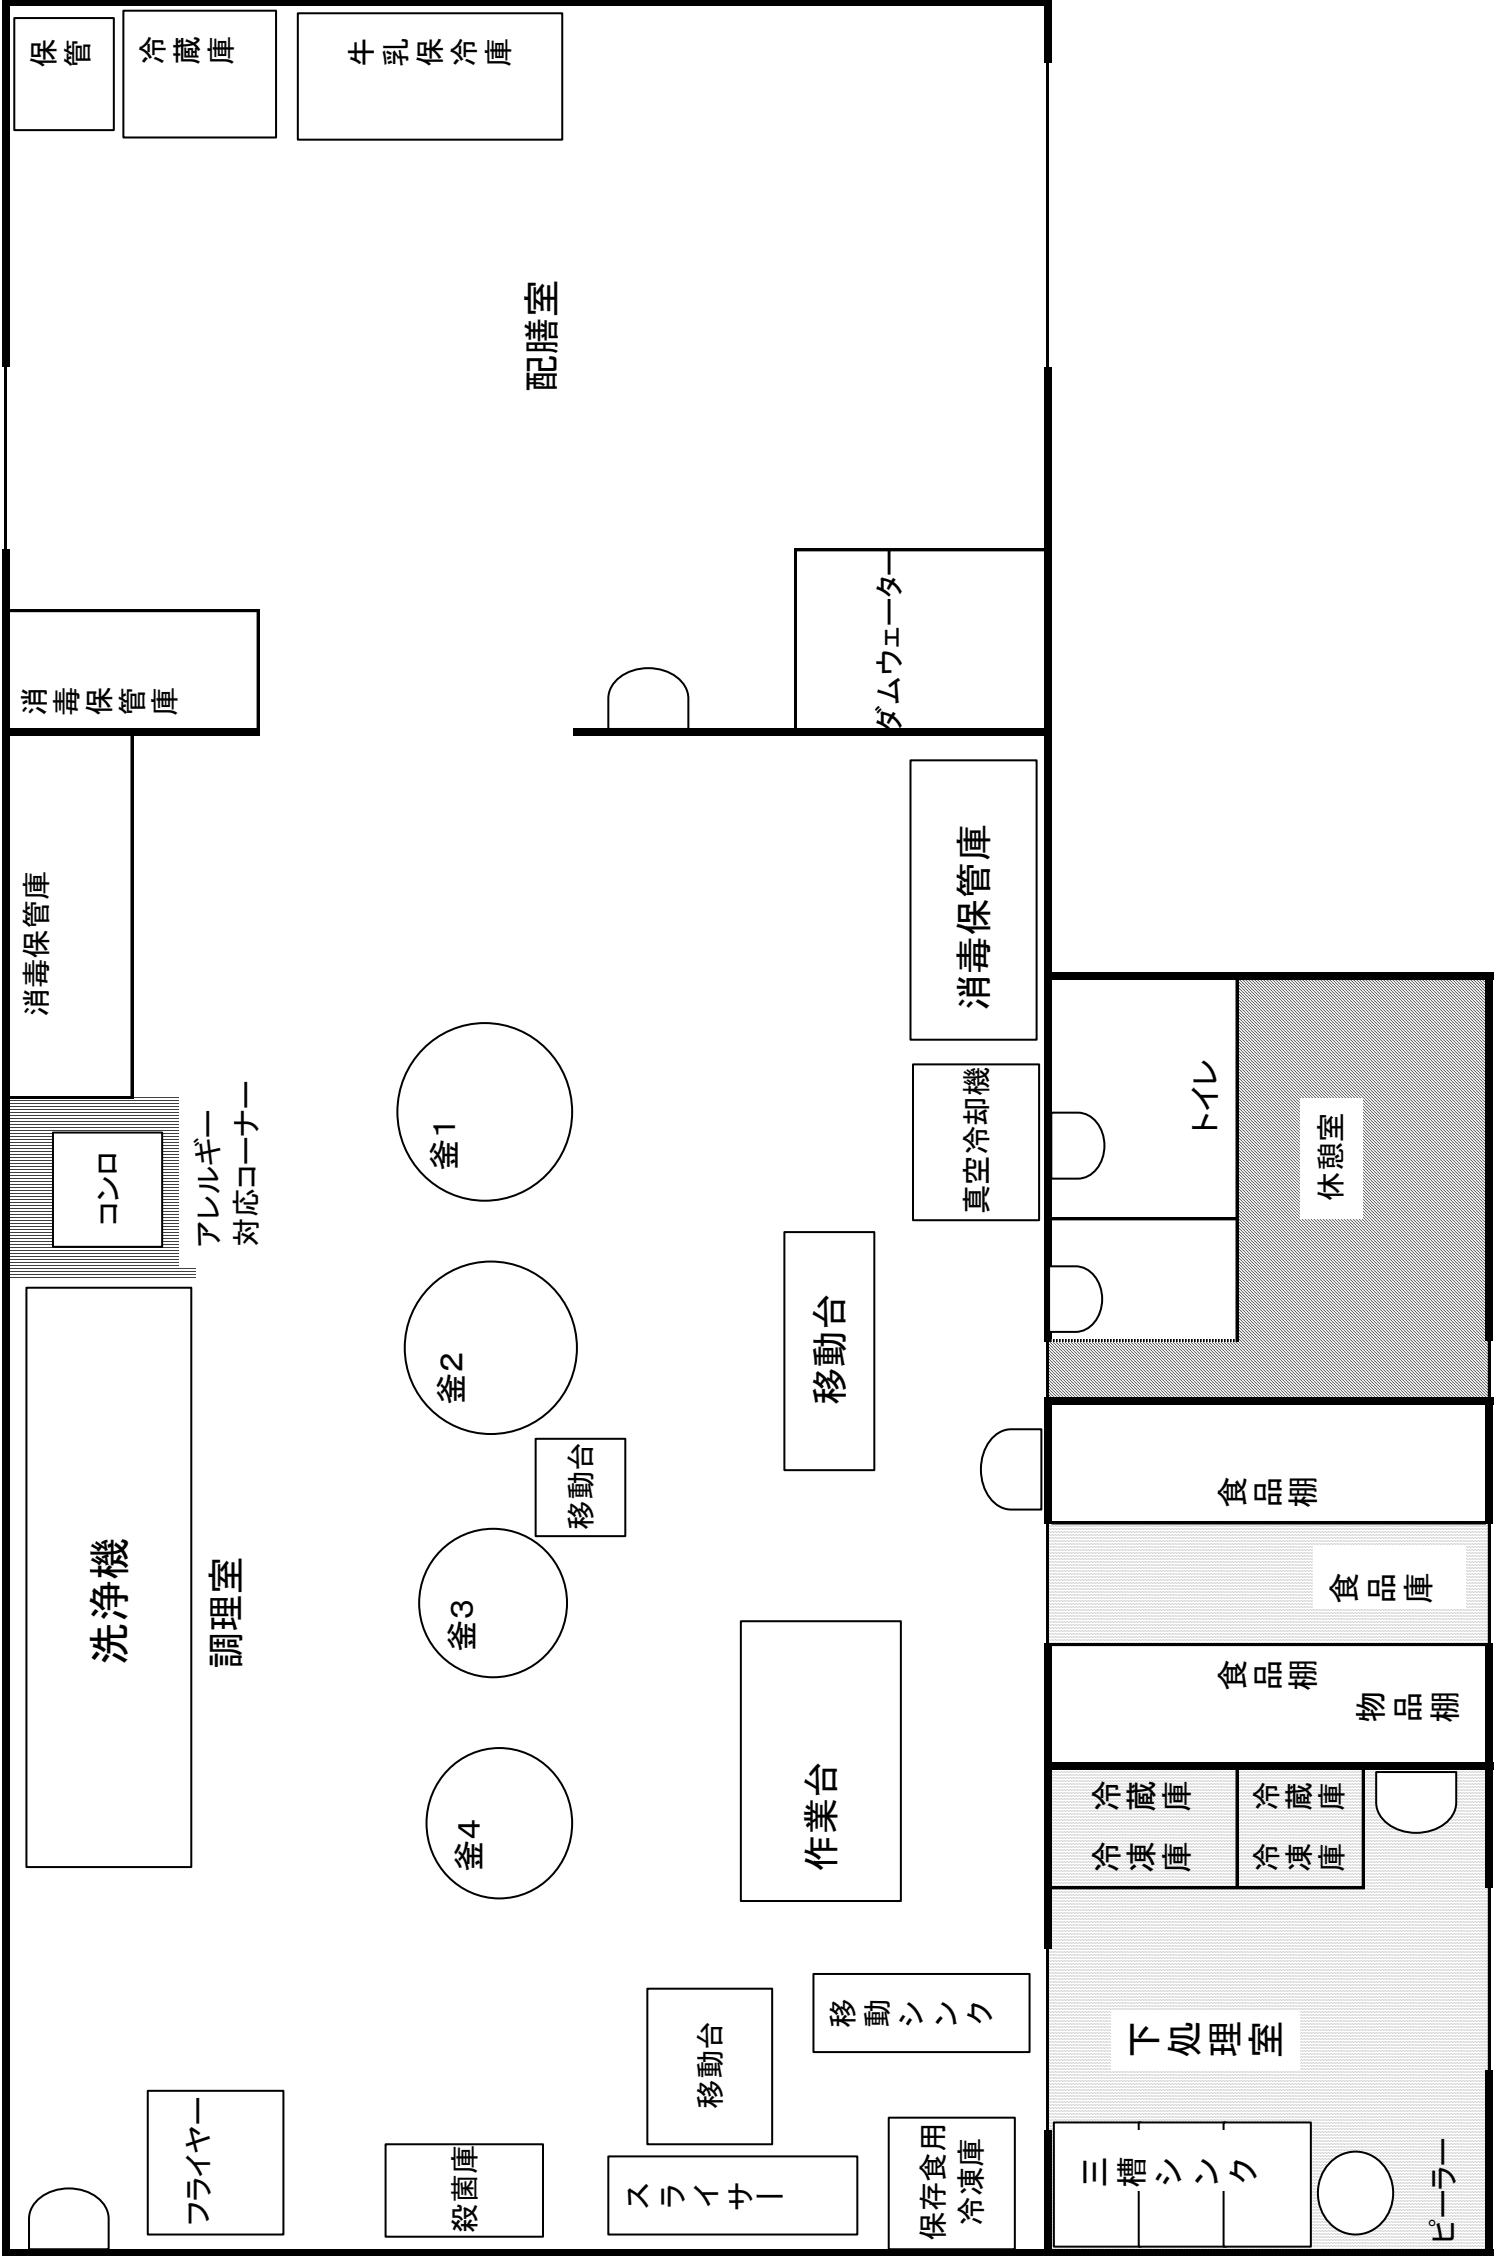 保管
冷蔵庫
牛乳保冷庫
配膳室
消毒保管庫
ダムウェーター
消毒保管庫
消毒保管庫
コンロ
アレルギー
対応コーナー
釜1
真空冷却機
トイレ
休憩室
洗浄機
調理室
釜2
移動台
移動台
釜3
釜4
作業台
食品棚
食品庫
食品棚
物品棚
冷蔵庫
冷凍庫
冷蔵庫
冷凍庫
下処理室
移動シンク
移動台
フライヤー
殺菌庫
スライサー
保存食用
冷凍庫
三槽シンク
ピーラー